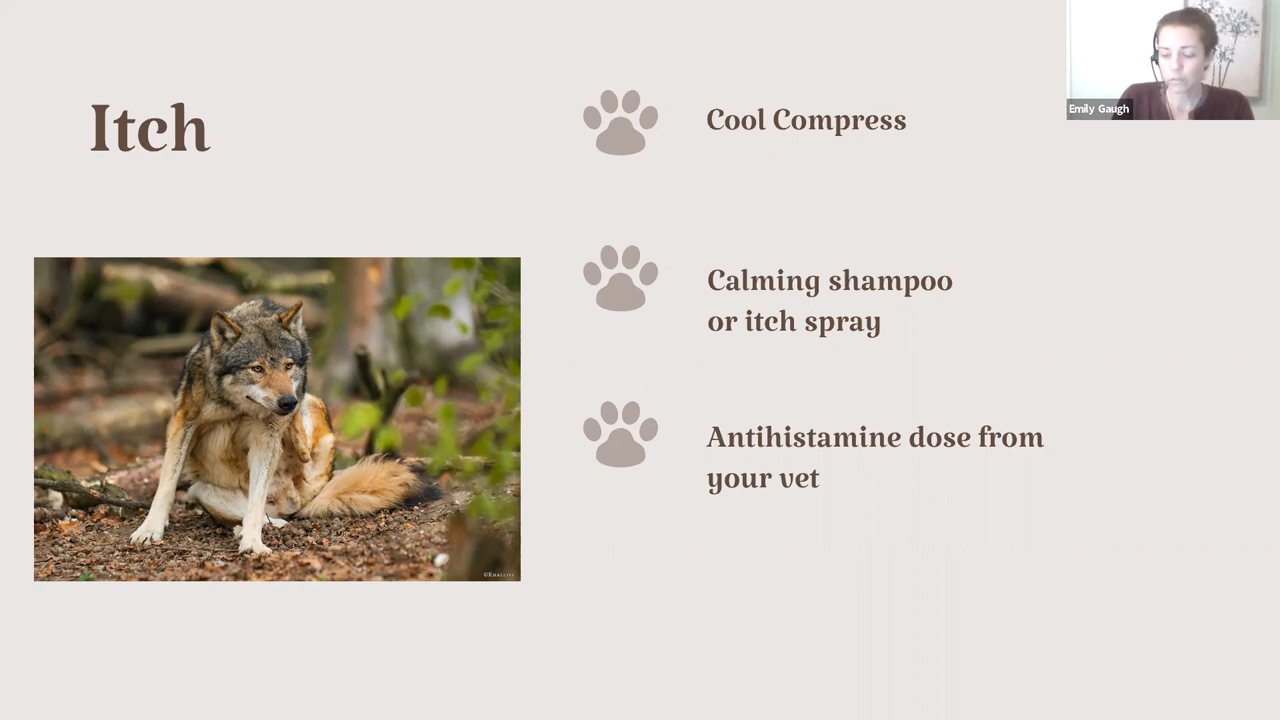 Itch
Cool Compress
Calming shampoo
or itch spray
Antihistamine dose from
your vet
Emily Gaugh